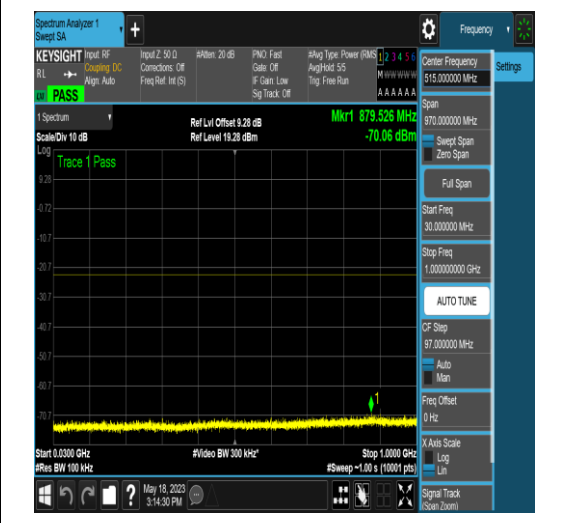 Spectrum Analyzer 1
Swept SA
+
Frequency
KEYSIGHT
RL
PASS
Input: RF
Coupling: DC
Align: Auto
Input Z: 50 Ω
Corrections: Off
Freq Ref: Int (S)
#Atten: 20 dB
PNO: Fast
Gate: Off
IF Gain: Low
Sig Track: Off
#Avg Type: Power (RMS)
Avg|Hold: 5/5
Trig: Free Run
1 2 3 4 5 6
M W W W W W
A A A A A A
1 Spectrum
Scale/Div 10 dB
Ref Lvl Offset 9.28 dB
Ref Level 19.28 dBm
Mkr1 879.526 MHz
-70.06 dBm
Log
Trace 1 Pass
9.28
-0.72
-10.7
-20.7
-30.7
-40.7
-50.7
-60.7
-70.7
1
Start 0.0300 GHz
#Res BW 100 kHz
#Video BW 300 kHz*
Stop 1.0000 GHz
#Sweep ~1.00 s (10001 pts)
May 18, 2023
3:14:30 PM
Settings
Center Frequency
515.000000 MHz
Span
970.000000 MHz
Swept Span
Zero Span
Full Span
Start Freq
30.000000 MHz
Stop Freq
1.000000000 GHz
AUTO TUNE
CF Step
97.000000 MHz
Auto
Man
Freq Offset
0 Hz
X Axis Scale
Log
Lin
Signal Track
(Span Zoom)